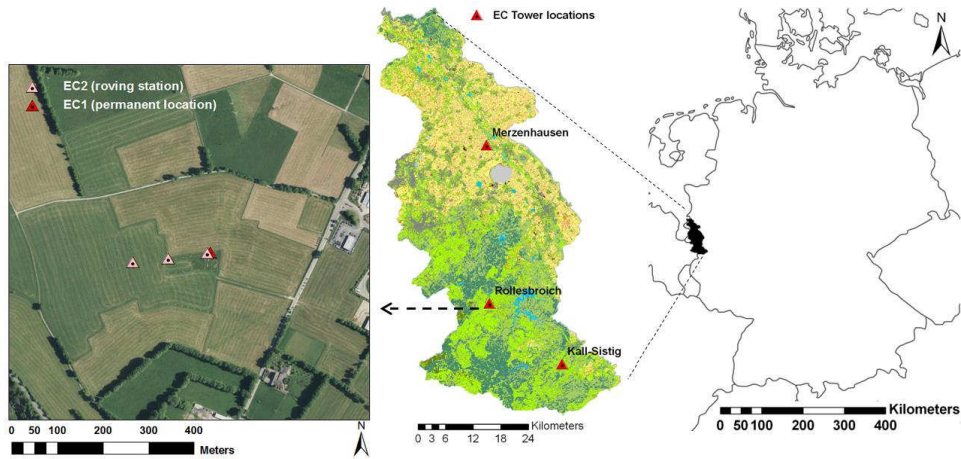 EC2 (roving station)
EC1 (permanent location)
0 50 100 200 300 400
Meters
N
EC Tower locations
Merzenhausen
Rollesbroich
Kall-Sistig
Kilometers
0 3 6 12 18 24
N
Kilometers
0 50 100 200 300 400